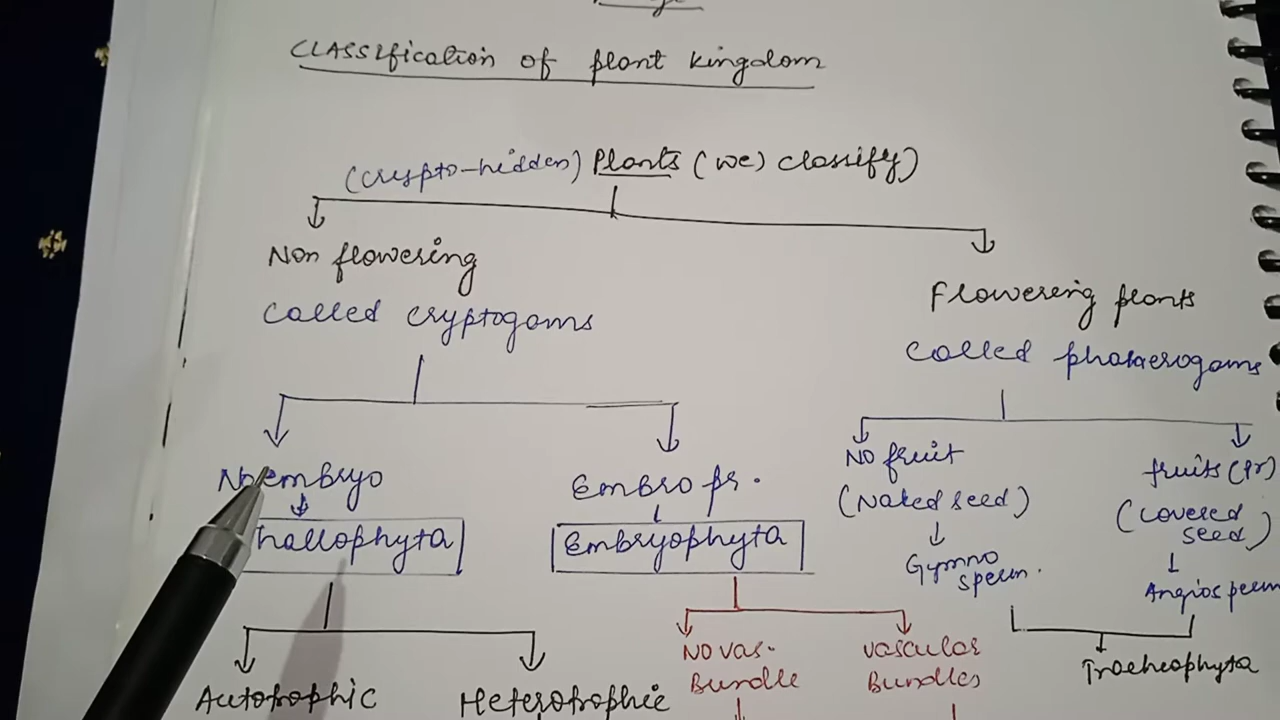 CLASSIfication of plant kingdom
(crypto-hidden) Plants (we) classify)
Non flowering
called cryptogams
Flowering plants
called phanerogams
No embryo
Embro pr.
No fruit
(Naked seed)
fruits (pr)
(covered
seed)
hallophyta
Embryophyta
Gymno
sperm.
Angiosperm
No vas.
Bundle
vascular
Bundles
Tracheophyta
Autotrophic
Heterotrophic